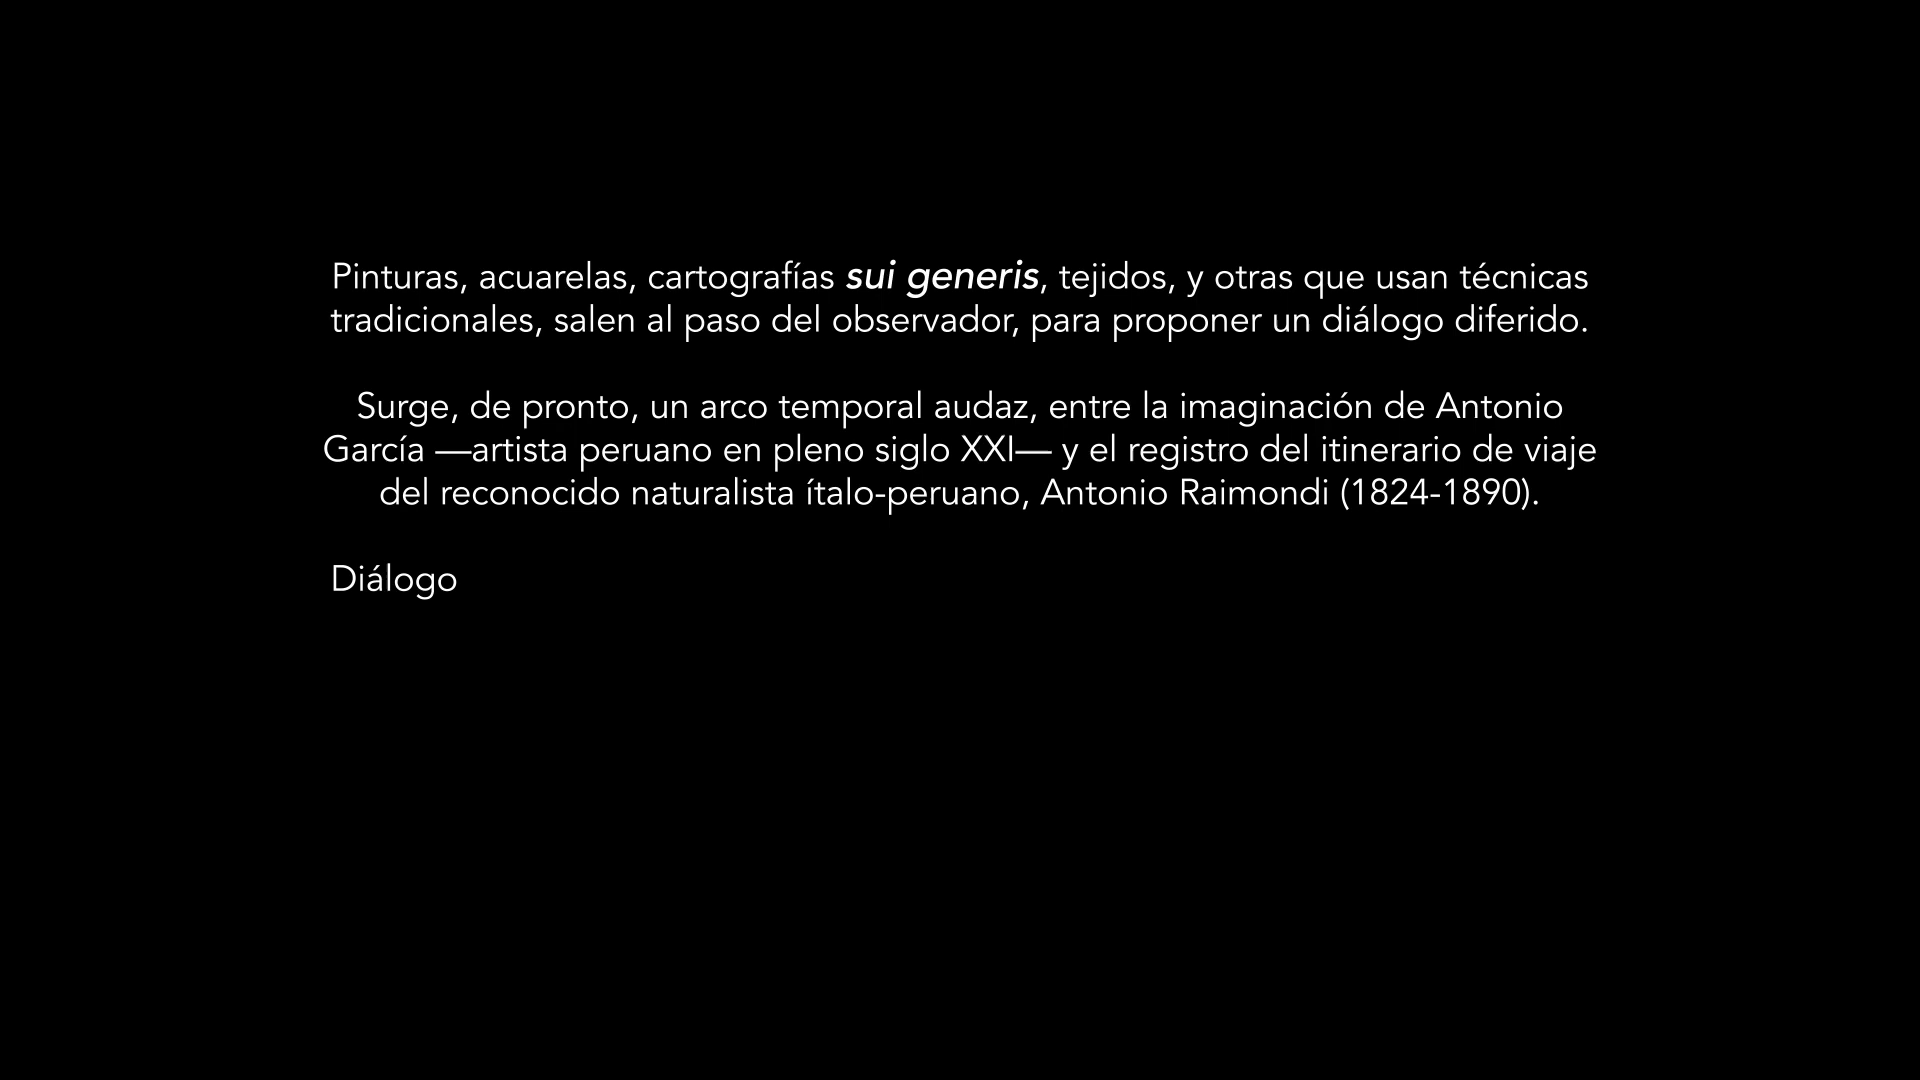 Pinturas, acuarelas, cartografías sui generis, tejidos, y otras que usan técnicas
tradicionales, salen al paso del observador, para proponer un diálogo diferido.
Surge, de pronto, un arco temporal audaz, entre la imaginación de Antonio
García —artista peruano en pleno siglo XXI— y el registro del itinerario de viaje
del reconocido naturalista ítalo-peruano, Antonio Raimondi (1824-1890).
Diálogo